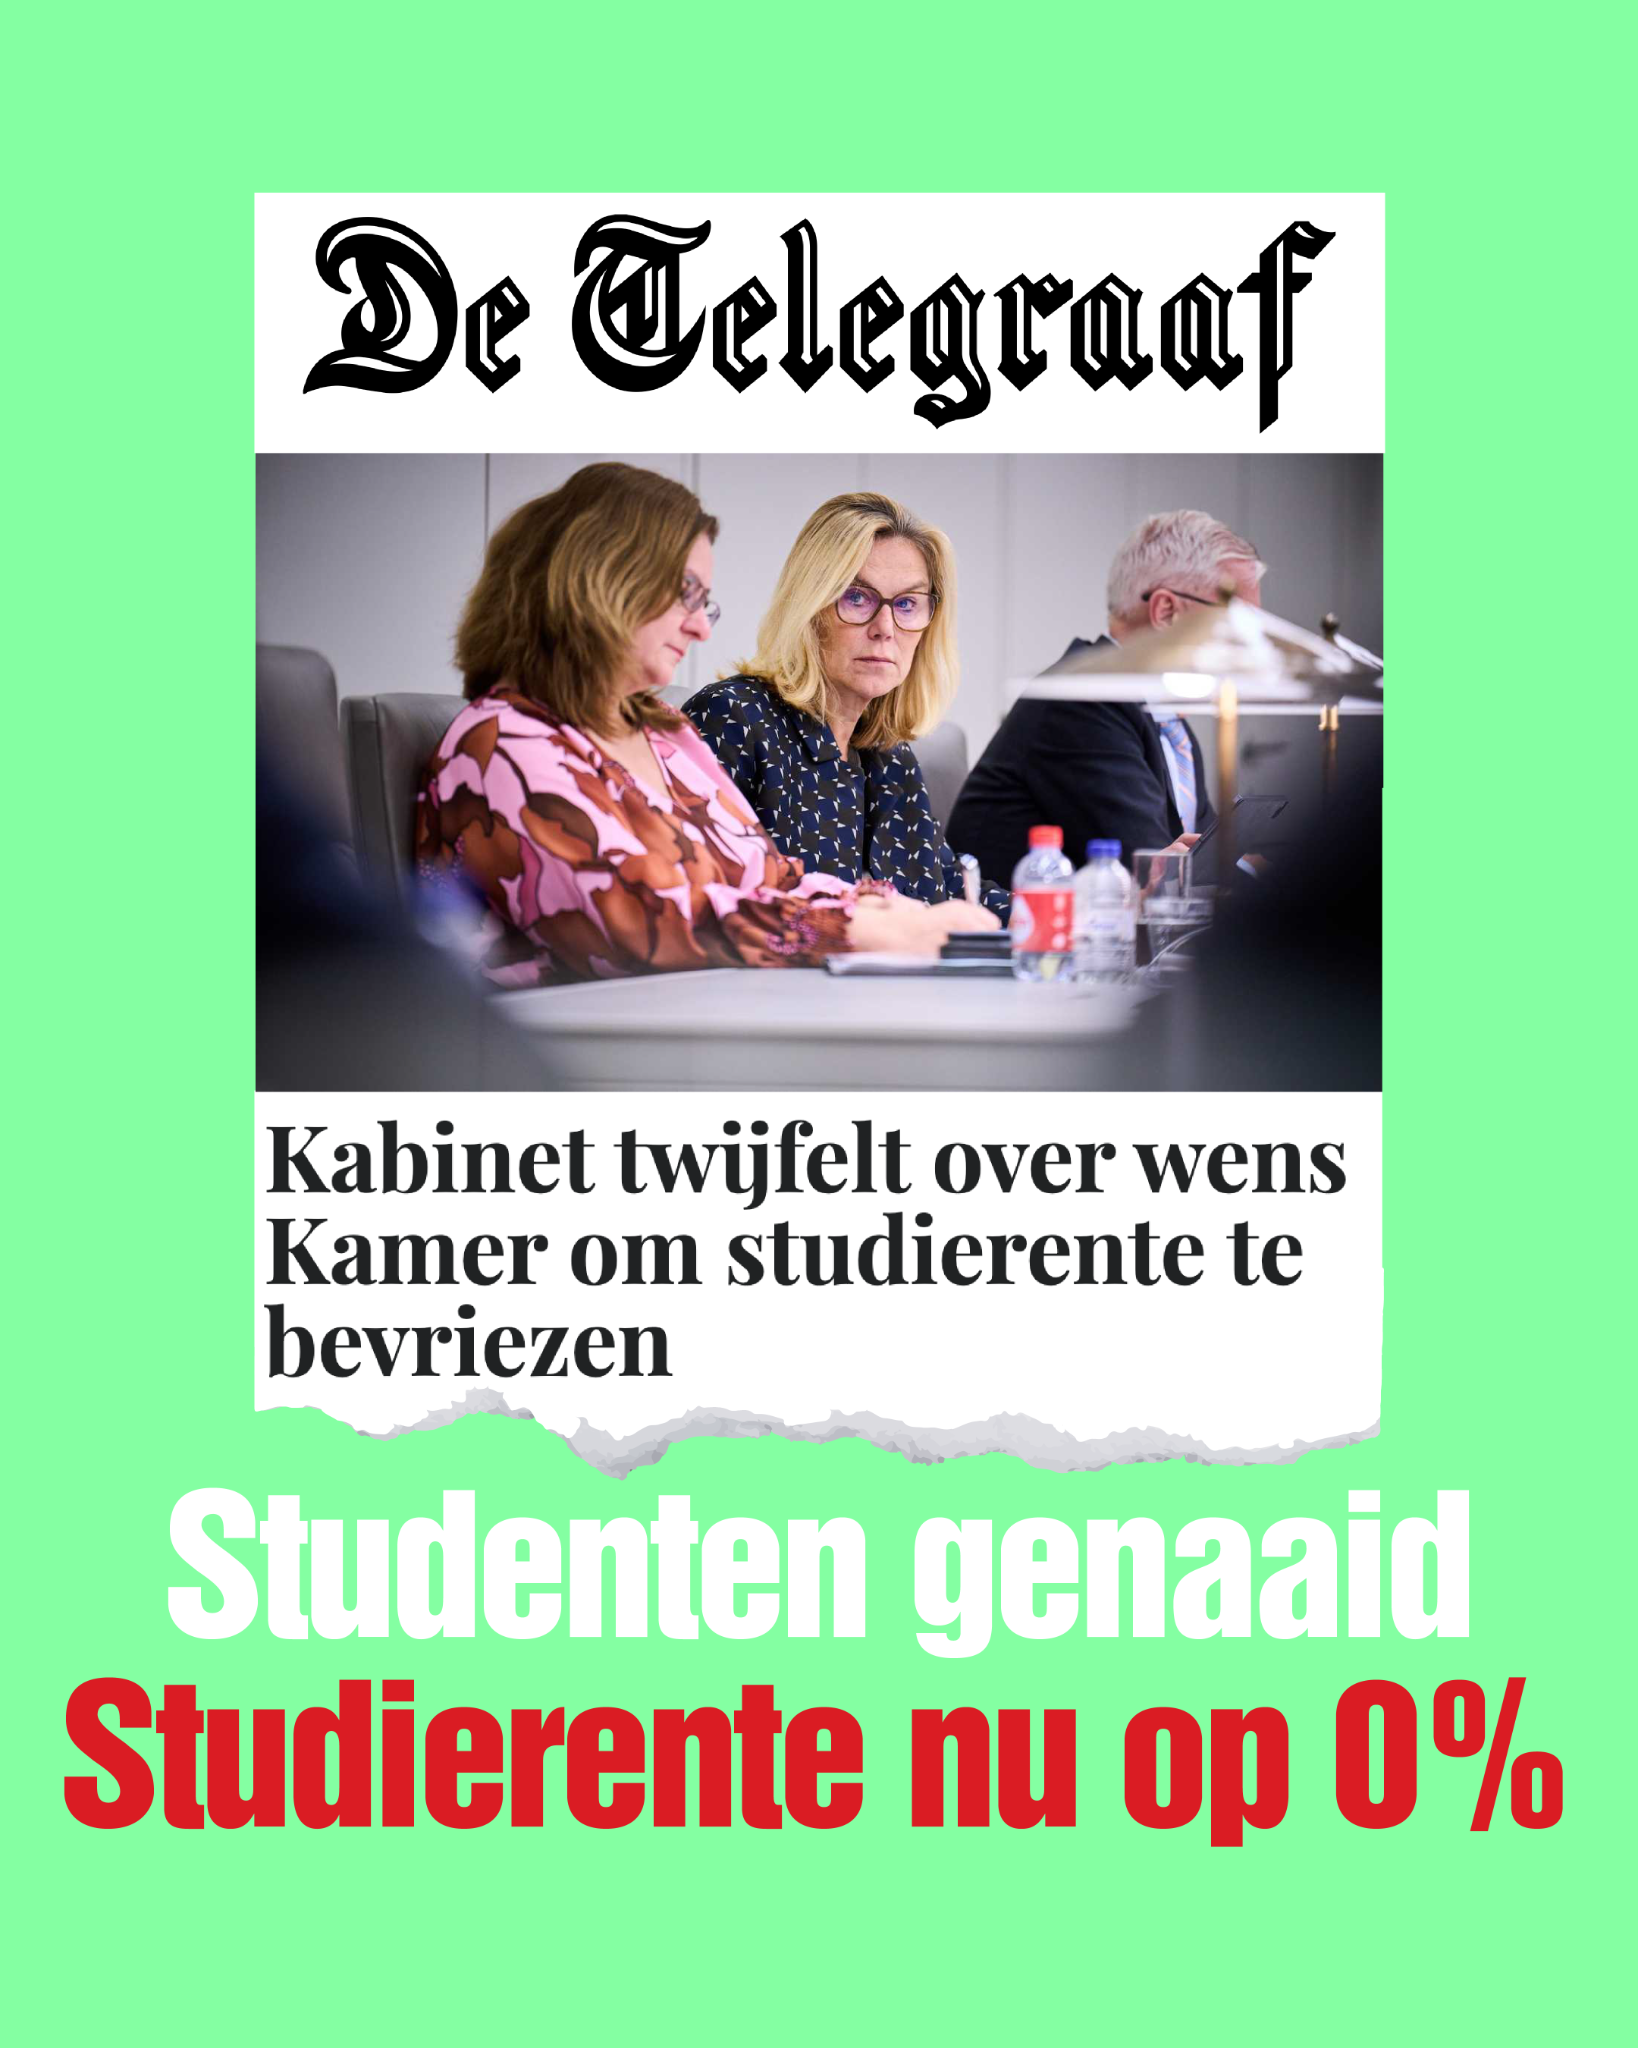 De Telegraaf
Kabinet twijfelt over wens
Kamer om studierente te
bevriezen
Studenten genaaid
Studierente nu op 0%